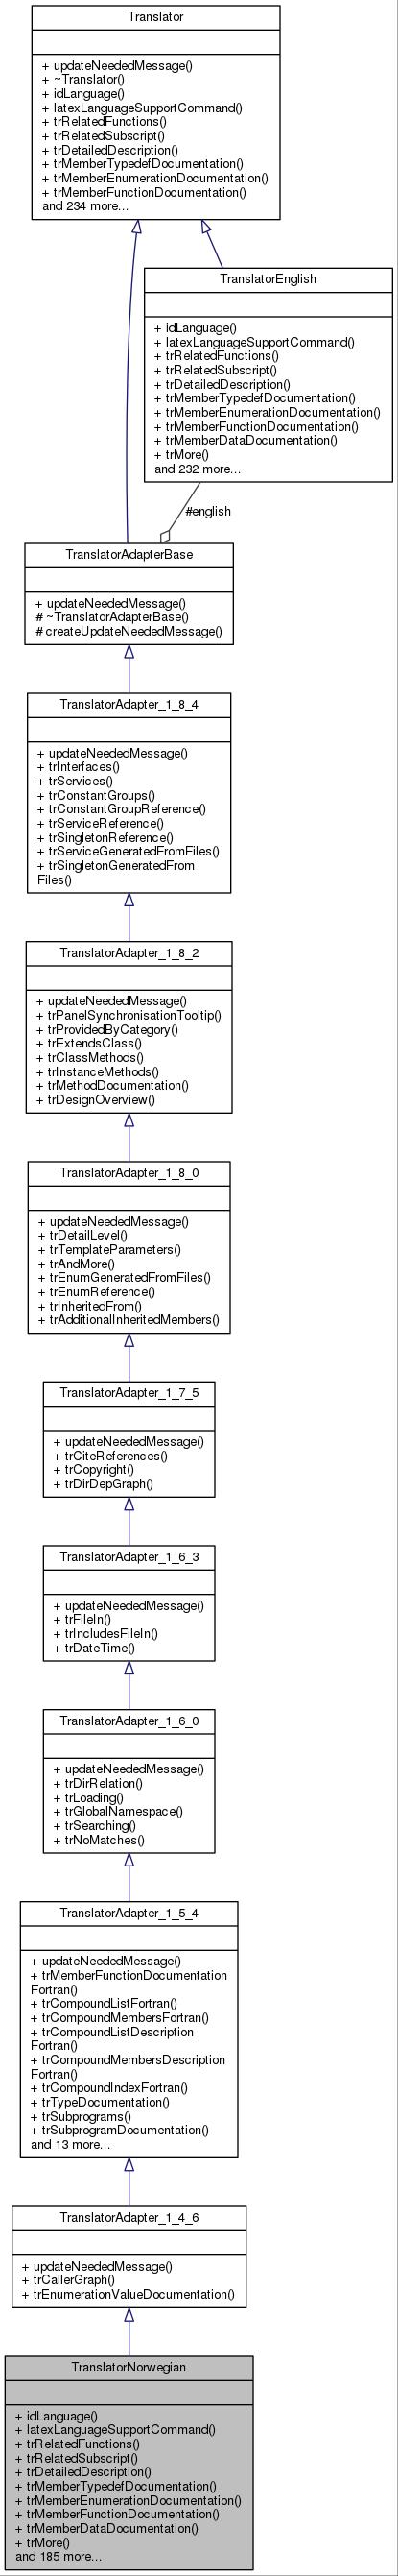 Translator
+ updateNeededMessage()
+ ~Translator()
+ idLanguage()
+ latexLanguageSupportCommand()
+ trRelatedFunctions()
+ trRelatedSubscript()
+ trDetailedDescription()
+ trMemberTypedefDocumentation()
+ trMemberEnumerationDocumentation()
+ trMemberFunctionDocumentation()
and 234 more...
TranslatorEnglish
+ idLanguage()
+ latexLanguageSupportCommand()
+ trRelatedFunctions()
+ trRelatedSubscript()
+ trDetailedDescription()
+ trMemberTypedefDocumentation()
+ trMemberEnumerationDocumentation()
+ trMemberFunctionDocumentation()
+ trMemberDataDocumentation()
+ trMore()
and 232 more...
#english
TranslatorAdapterBase
+ updateNeededMessage()
# ~TranslatorAdapterBase()
# createUpdateNeededMessage()
TranslatorAdapter_1_8_4
+ updateNeededMessage()
+ trInterfaces()
+ trServices()
+ trConstantGroups()
+ trConstantGroupReference()
+ trServiceReference()
+ trSingletonReference()
+ trServiceGeneratedFromFiles()
+ trSingletonGeneratedFrom
Files()
TranslatorAdapter_1_8_2
+ updateNeededMessage()
+ trPanelSynchronisationTooltip()
+ trProvidedByCategory()
+ trExtendsClass()
+ trClassMethods()
+ trInstanceMethods()
+ trMethodDocumentation()
+ trDesignOverview()
TranslatorAdapter_1_8_0
+ updateNeededMessage()
+ trDetailLevel()
+ trTemplateParameters()
+ trAndMore()
+ trEnumGeneratedFromFiles()
+ trEnumReference()
+ trInheritedFrom()
+ trAdditionalInheritedMembers()
TranslatorAdapter_1_7_5
+ updateNeededMessage()
+ trCiteReferences()
+ trCopyright()
+ trDirDepGraph()
TranslatorAdapter_1_6_3
+ updateNeededMessage()
+ trFileIn()
+ trIncludesFileIn()
+ trDateTime()
TranslatorAdapter_1_6_0
+ updateNeededMessage()
+ trDirRelation()
+ trLoading()
+ trGlobalNamespace()
+ trSearching()
+ trNoMatches()
TranslatorAdapter_1_5_4
+ updateNeededMessage()
+ trMemberFunctionDocumentation
Fortran()
+ trCompoundListFortran()
+ trCompoundMembersFortran()
+ trCompoundListDescription
Fortran()
+ trCompoundMembersDescription
Fortran()
+ trCompoundIndexFortran()
+ trTypeDocumentation()
+ trSubprograms()
+ trSubprogramDocumentation()
and 13 more...
TranslatorAdapter_1_4_6
+ updateNeededMessage()
+ trCallerGraph()
+ trEnumerationValueDocumentation()
TranslatorNorwegian
+ idLanguage()
+ latexLanguageSupportCommand()
+ trRelatedFunctions()
+ trRelatedSubscript()
+ trDetailedDescription()
+ trMemberTypedefDocumentation()
+ trMemberEnumerationDocumentation()
+ trMemberFunctionDocumentation()
+ trMemberDataDocumentation()
+ trMore()
and 185 more...